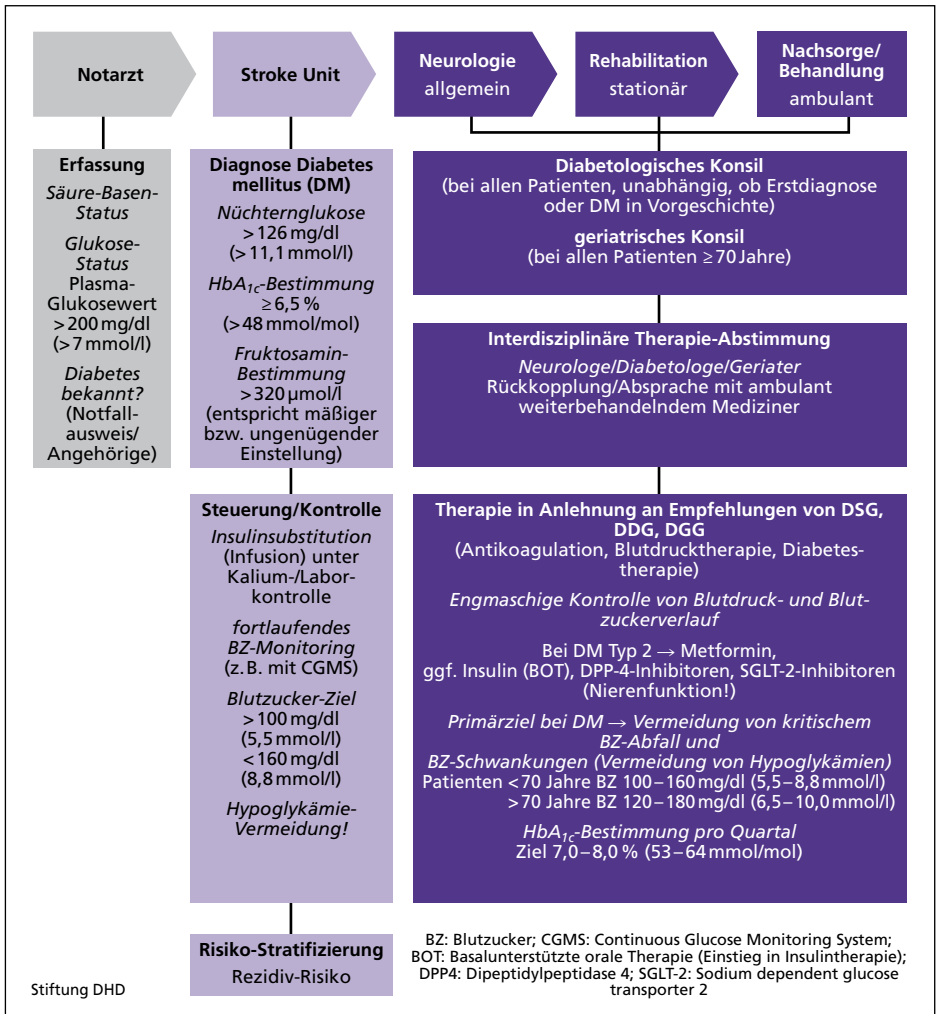 Notarzt
Stroke Unit
Neurologie
allgemein
Rehabilitation
stationär
Nachsorge/
Behandlung
ambulant
Erfassung
Säure-Basen-
Status
Glukose-
Status
Plasma-
Glukosewert
>200 mg/dl
(>7 mmol/l)
Diabetes
bekannt?
(Notfall-
ausweis/
Angehörige)
Diagnose Diabetes
mellitus (DM)
Nüchternglukose
>126 mg/dl
(>11,1 mmol/l)
HbA1c-Bestimmung
≥6,5 %
(>48 mmol/mol)
Fruktosamin-
Bestimmung
>320 µmol/l
(entspricht mäßiger
bzw. ungenügender
Einstellung)
Steuerung/Kontrolle
Insulinsubstitution
(Infusion) unter
Kalium-/Labor-
kontrolle
fortlaufendes
BZ-Monitoring
(z. B. mit CGMS)
Blutzucker-Ziel
>100 mg/dl
(5,5 mmol/l)
<160 mg/dl
(8,8 mmol/l)
Hypoglykämie-
Vermeidung!
Risiko-Stratifizierung
Rezidiv-Risiko
Diabetologisches Konsil
(bei allen Patienten, unabhängig, ob Erstdiagnose
oder DM in Vorgeschichte)
geriatrisches Konsil
(bei allen Patienten ≥70 Jahre)
Interdisziplinäre Therapie-Abstimmung
Neurologe/Diabetologe/Geriater
Rückkopplung/Absprache mit ambulant
weiterbehandelndem Mediziner
Therapie in Anlehnung an Empfehlungen von DSG,
DDG, DGG
(Antikoagulation, Blutdrucktherapie, Diabetes-
therapie)
Engmaschige Kontrolle von Blutdruck- und Blut-
zuckerverlauf
Bei DM Typ 2 → Metformin,
ggf. Insulin (BOT), DPP-4-Inhibitoren, SGLT-2-Inhibitoren
(Nierenfunktion!)
Primärziel bei DM → Vermeidung von kritischem
BZ-Abfall und
BZ-Schwankungen (Vermeidung von Hypoglykämien)
Patienten <70 Jahre BZ 100–160 mg/dl (5,5–8,8 mmol/l)
>70 Jahre BZ 120–180 mg/dl (6,5–10,0 mmol/l)
HbA1c-Bestimmung pro Quartal
Ziel 7,0–8,0 % (53–64 mmol/mol)
BZ: Blutzucker; CGMS: Continuous Glucose Monitoring System;
BOT: Basalunterstützte orale Therapie (Einstieg in Insulintherapie);
DPP4: Dipeptidylpeptidase 4; SGLT-2: Sodium dependent glucose
transporter 2
Stiftung DHD